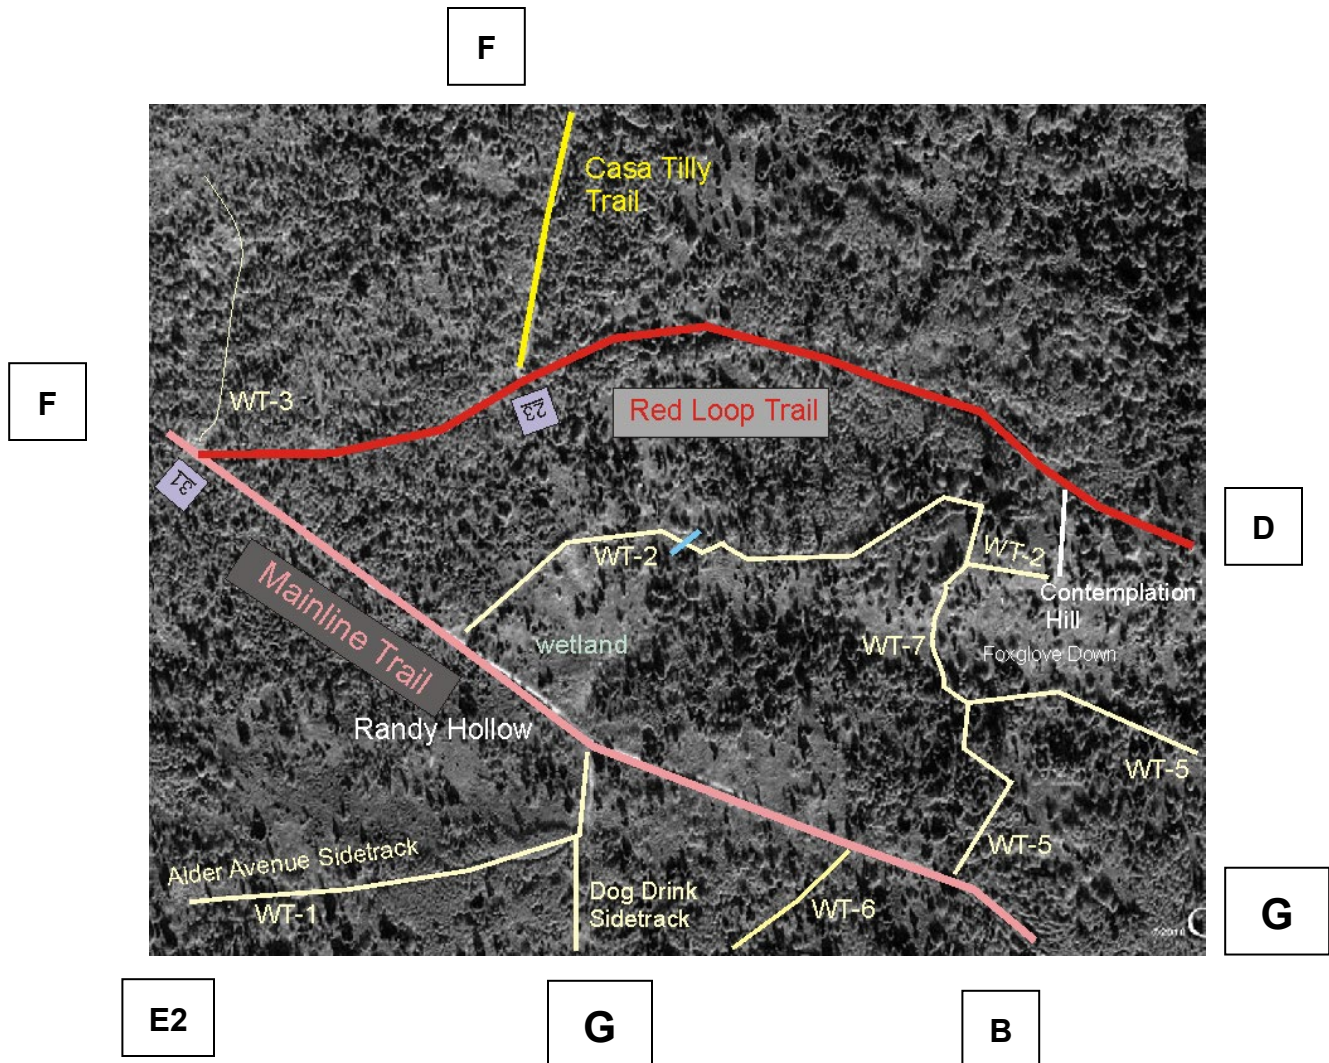 F
Casa Tilly
Trail
F
WT-3
23
Red Loop Trail
31
D
WT-2
WT-2
Mainline Trail
Contemplation
Hill
wetland
WT-7
Foxglove Down
Randy Hollow
WT-5
WT-5
Alder Avenue Sidetrack
WT-1
Dog Drink
Sidetrack
WT-6
G
E2
G
B